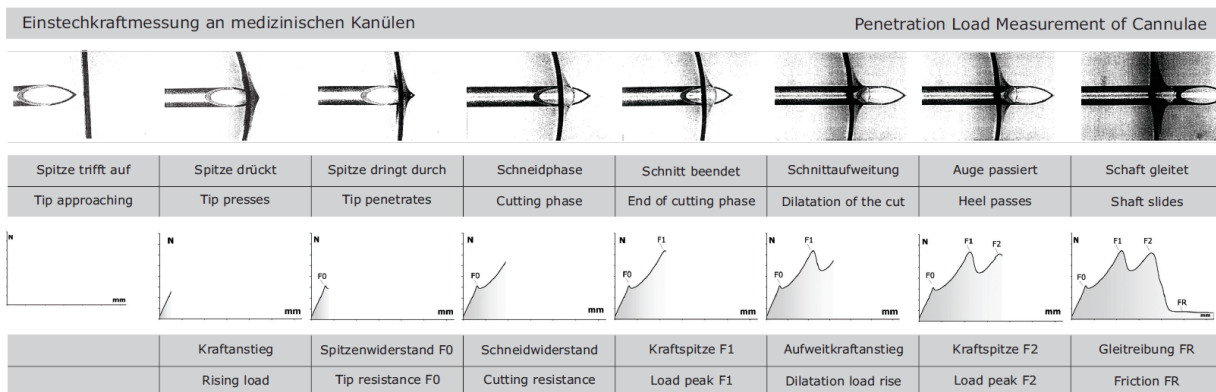 Einstechkraftmessung an medizinischen Kanülen
Penetration Load Measurement of Cannulae
Spitze trifft auf
Spitze drückt
Spitze dringt durch
Schneidphase
Schnitt beendet
Schnittaufweitung
Auge passiert
Schaft gleitet
Tip approaching
Tip presses
Tip penetrates
Cutting phase
End of cutting phase
Dilatation of the cut
Heel passes
Shaft slides
N
mm
N
mm
N
F0
mm
N
F0
mm
N
F0
F1
mm
N
F0
F1
mm
N
F0
F1
F2
mm
N
F0
F1
F2
FR
mm
Kraftanstieg
Spitzenwiderstand F0
Schneidwiderstand
Kraftspitze F1
Aufweitkraftanstieg
Kraftspitze F2
Gleitreibung FR
Rising load
Tip resistance F0
Cutting resistance
Load peak F1
Dilatation load rise
Load peak F2
Friction FR